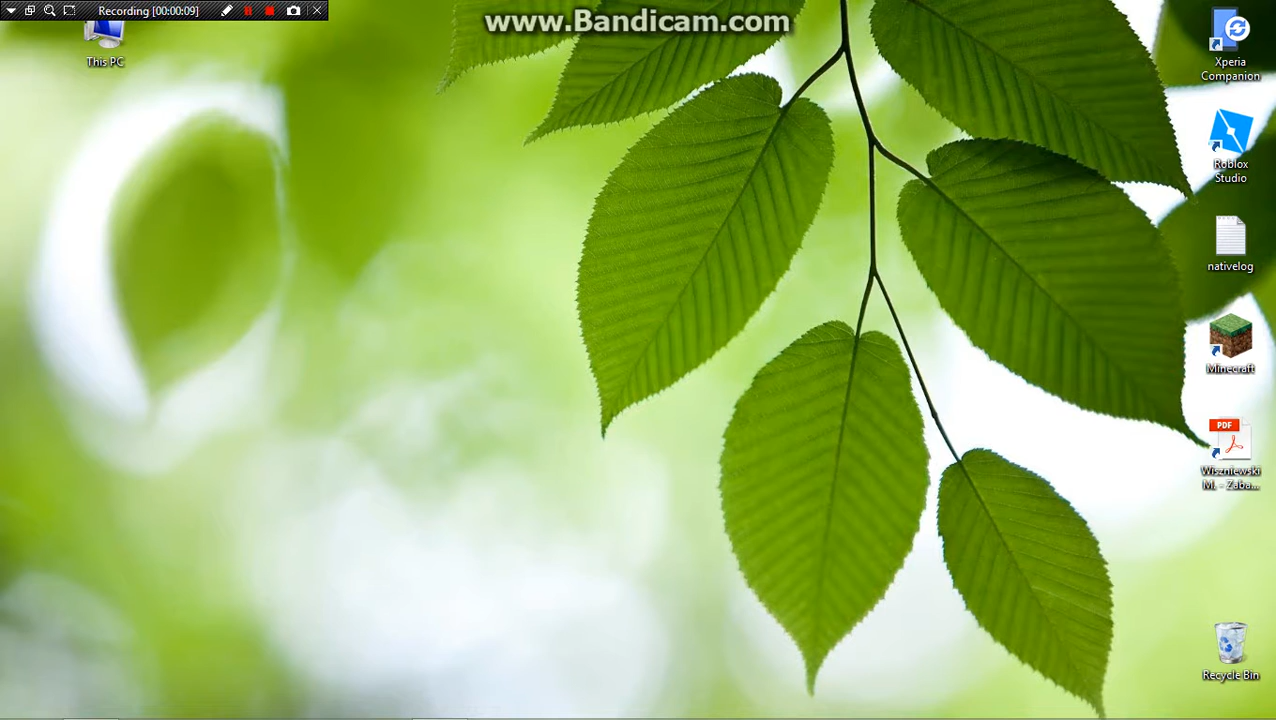 Recording [00:00:09]
www.Bandicam.com
This PC
Xperia
Companion
Roblox
Studio
nativelog
Minecraft
PDF
Wiszniewski
M. - Zaba...
Recycle Bin